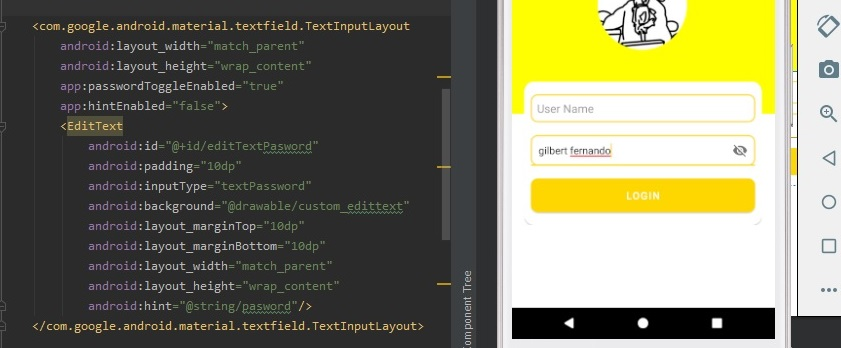 <com.google.android.material.textfield.TextInputLayout
android:layout_width="match_parent"
android:layout_height="wrap_content"
app:passwordToggleEnabled="true"
app:hintEnabled="false">
<EditText
android:id="@+id/editTextPasword"
android:padding="10dp"
android:inputType="textPassword"
android:background="@drawable/custom_edittext"
android:layout_marginTop="10dp"
android:layout_marginBottom="10dp"
android:layout_width="match_parent"
android:layout_height="wrap_content"
android:hint="@string/pasword"/>
</com.google.android.material.textfield.TextInputLayout>
omponent Tree
User Name
gilbert fernando
LOGIN